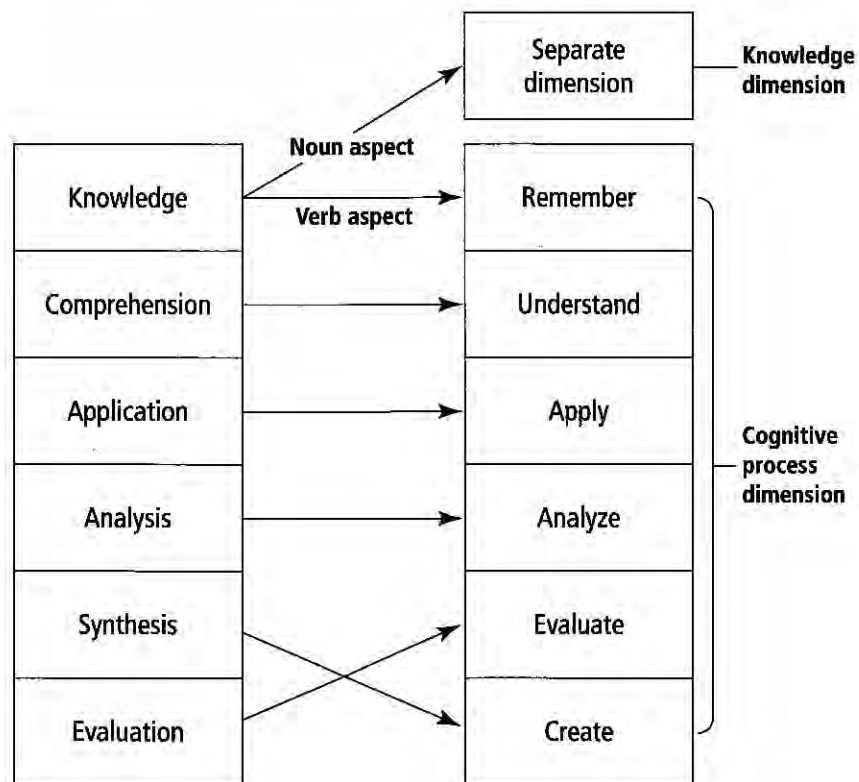 Separate
dimension
Knowledge
dimension
Noun aspect
Knowledge
Verb aspect
Remember
Comprehension
Understand
Application
Apply
Cognitive
process
dimension
Analysis
Analyze
Synthesis
Evaluate
Evaluation
Create